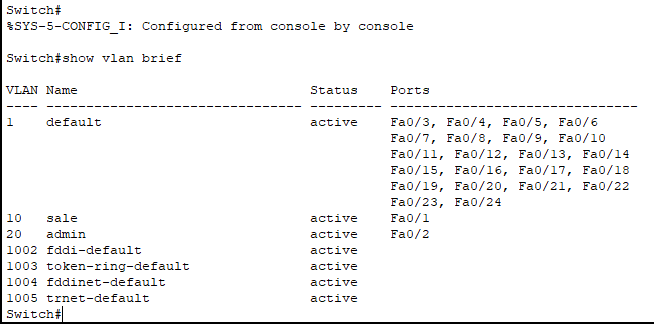 Switch#
%SYS-5-CONFIG_I: Configured from console by console
Switch#show vlan brief
VLAN Name                             Status    Ports
---- -------------------------------- --------- -------------------------------
1    default                          active    Fa0/3, Fa0/4, Fa0/5, Fa0/6
                                                Fa0/7, Fa0/8, Fa0/9, Fa0/10
                                                Fa0/11, Fa0/12, Fa0/13, Fa0/14
                                                Fa0/15, Fa0/16, Fa0/17, Fa0/18
                                                Fa0/19, Fa0/20, Fa0/21, Fa0/22
                                                Fa0/23, Fa0/24
10   sale                             active    Fa0/1
20   admin                            active    Fa0/2
1002 fddi-default                     active
1003 token-ring-default               active
1004 fddinet-default                  active
1005 trnet-default                    active
Switch#